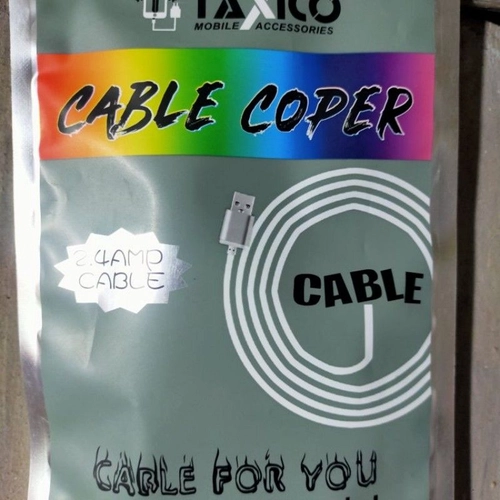 TAXICO
MOBILE ACCESSORIES
CABLE COPER
2.4AMP
CABLE
CABLE
CABLE FOR YOU